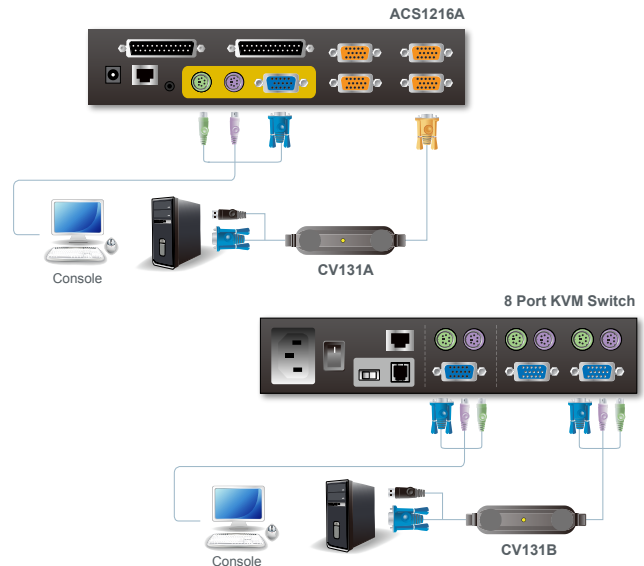 ACS1216A
Console
CV131A
8 Port KVM Switch
Console
CV131B